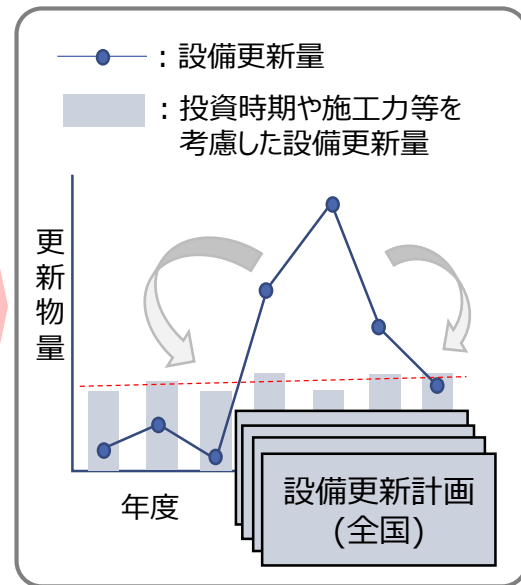 ：設備更新量
：投資時期や施工力等を
考慮した設備更新量
更新物量
年度
設備更新計画
(全国)